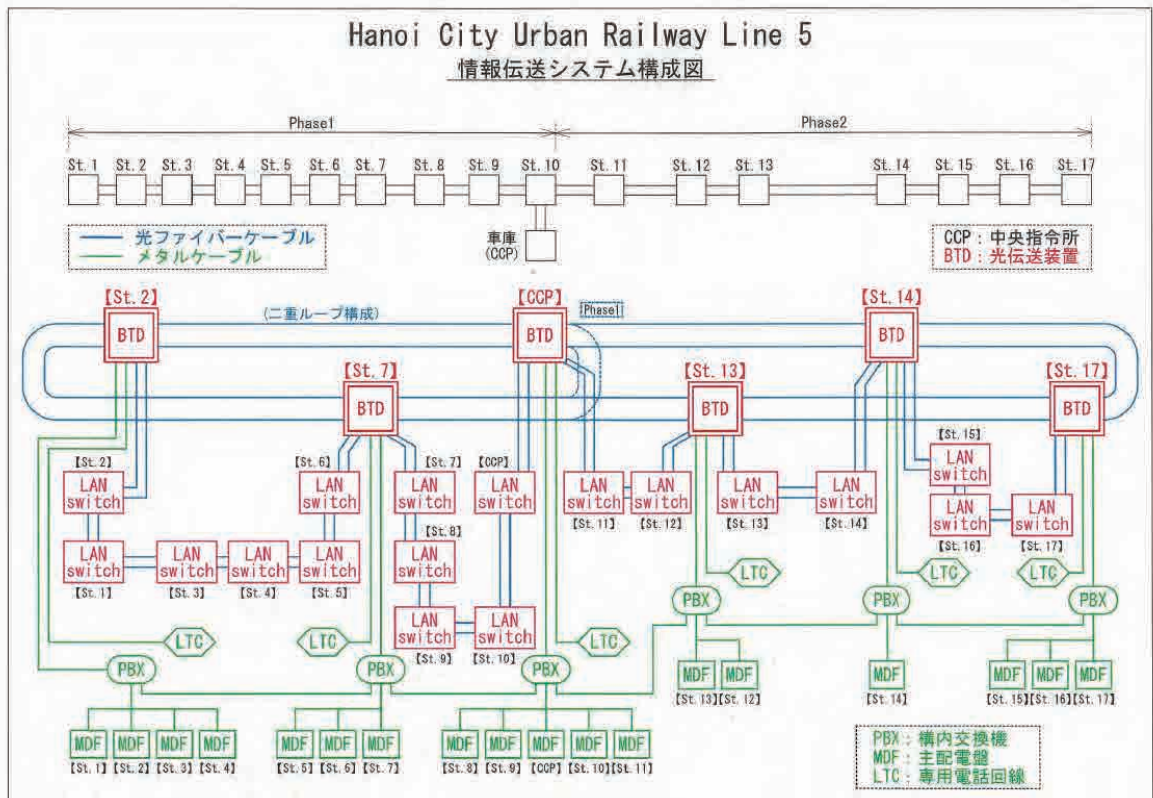 Hanoi City Urban Railway Line 5
情報伝送システム構成図
Phase1 Phase2
St.1 St.2 St.3 St.4 St.5 St.6 St.7 St.8 St.9 St.10 St.11 St.12 St.13 St.14 St.15 St.16 St.17
光ファイバーケーブル
メタルケーブル
車庫
(CCP)
CCP：中央指令所
BTD：光伝送装置
【St.2】 【CCP】 【St.14】
(二重ループ構成) Phase1
BTD BTD BTD
【St.7】 【St.13】 【St.17】
BTD BTD BTD
【St.2】 【St.6】 【St.7】 【CCP】 【St.15】
LAN switch LAN switch LAN switch LAN switch LAN switch LAN switch LAN switch LAN switch LAN switch
【St.11】 【St.12】 【St.13】 【St.14】
LAN switch LAN switch
【St.16】 【St.17】
【St.8】
LAN switch LAN switch LAN switch LAN switch LAN switch
【St.1】 【St.3】 【St.4】 【St.5】
LAN switch LAN switch
【St.9】 【St.10】
LTC LTC LTC
PBX PBX PBX
LTC LTC LTC
PBX PBX PBX
MDF MDF MDF MDF MDF MDF
【St.13】 【St.12】 【St.14】 【St.15】 【St.16】 【St.17】
MDF MDF MDF MDF MDF MDF MDF MDF MDF MDF MDF MDF
【St.1】 【St.2】 【St.3】 【St.4】 【St.5】 【St.6】 【St.7】 【St.8】 【St.9】 【CCP】 【St.10】 【St.11】
PBX：構内交換機
MDF：主配電盤
LTC：専用電話回線